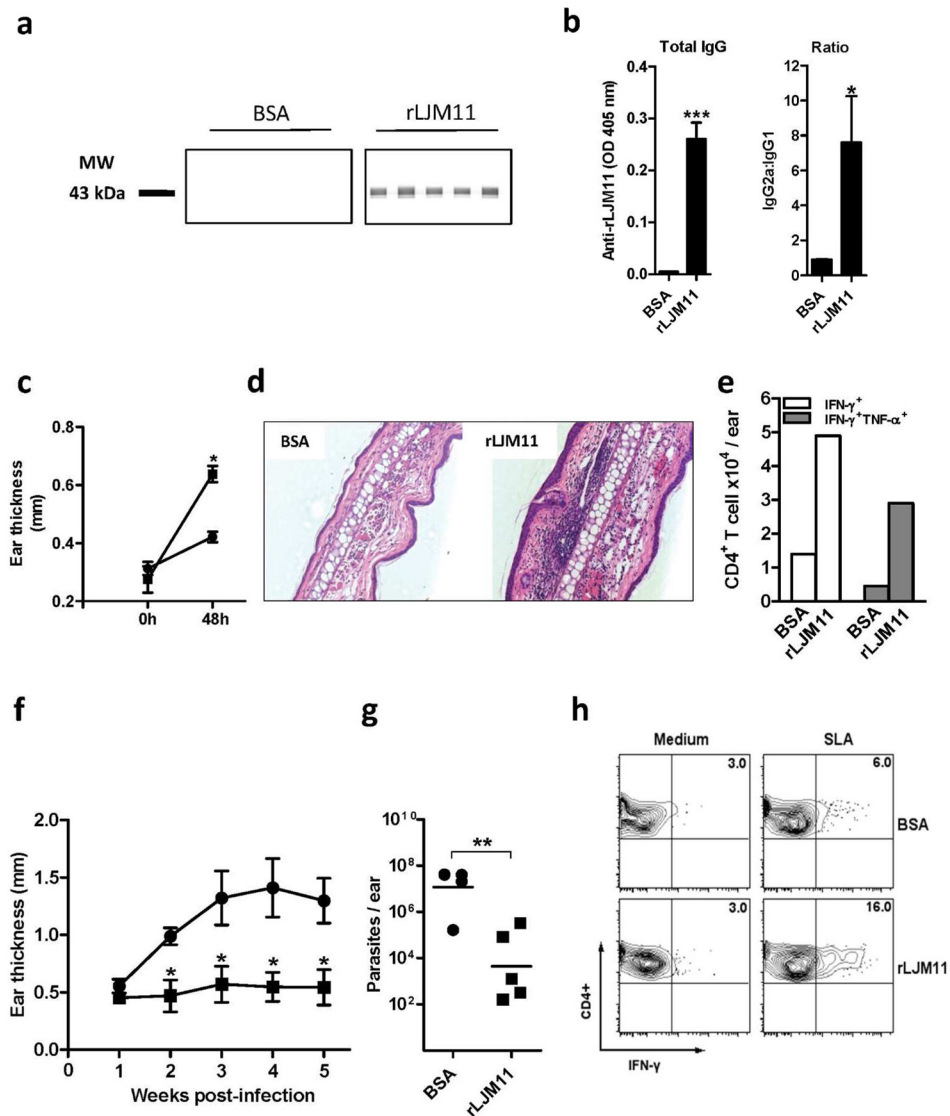 a
BSA
rLJM11
MW
43 kDa
b
Total IgG
Anti-rLJM11 (OD 405 nm)
0.4
0.3
0.2
0.1
0.0
***
BSA
rLJM11
Ratio
IgG2a:IgG1
12
10
8
6
4
2
0
*
BSA
rLJM11
c
Ear thickness
(mm)
0.8
0.6
0.4
0.2
*
0h
48h
d
BSA
rLJM11
e
CD4+ T cell x10⁴ / ear
6
5
4
3
2
1
0
IFN-γ+
IFN-γ+TNF-α+
BSA
rLJM11
BSA
rLJM11
f
Ear thickness (mm)
2.0
1.5
1.0
0.5
0.0
* * * *
0 1 2 3 4 5
Weeks post-infection
g
Parasites / ear
10¹⁰
10⁸
10⁶
10⁴
10²
**
BSA
rLJM11
h
Medium
SLA
3.0
6.0
BSA
3.0
16.0
rLJM11
CD4+
IFN-γ